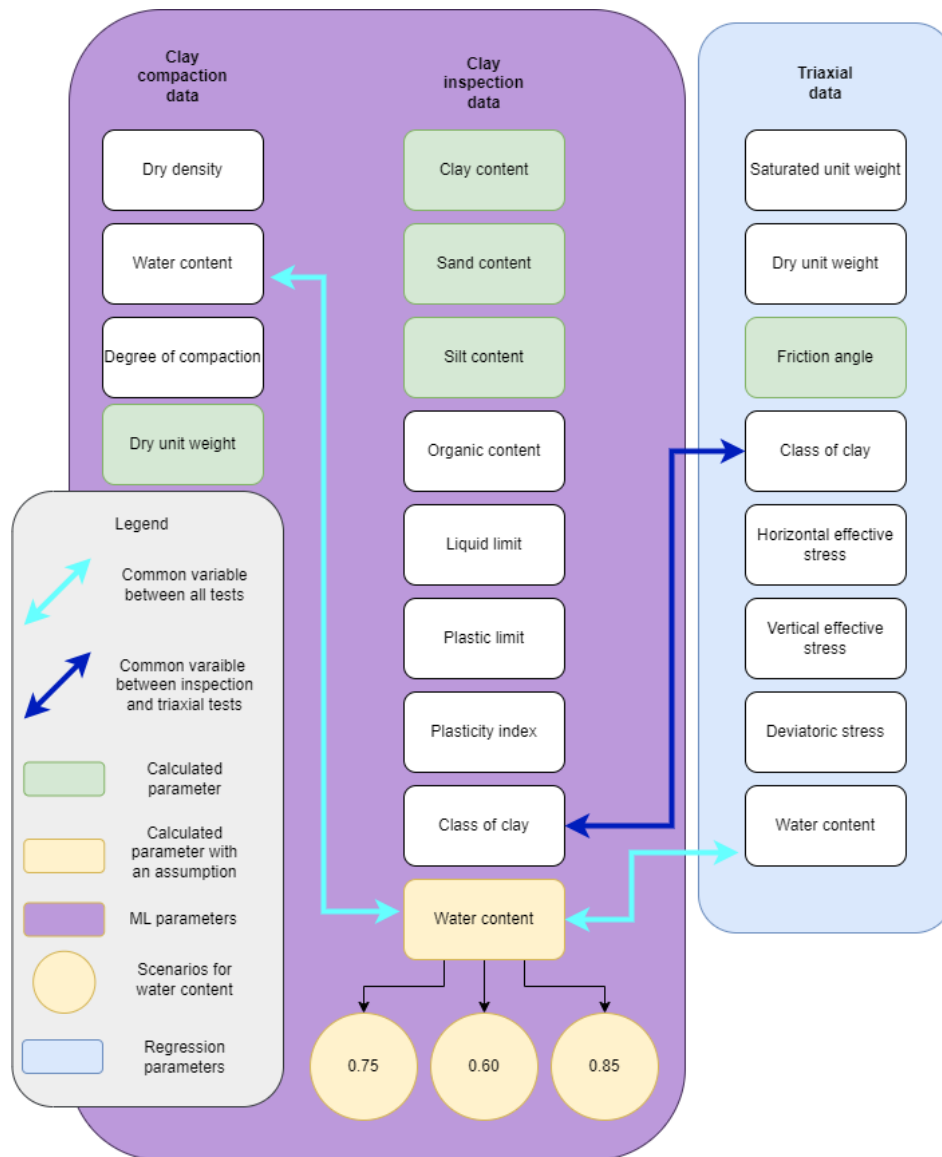 Clay
compaction
data
Dry density
Water content
Degree of compaction
Dry unit weight
Clay
inspection
data
Clay content
Sand content
Silt content
Organic content
Liquid limit
Plastic limit
Plasticity index
Class of clay
Water content
0.75
0.60
0.85
Triaxial
data
Saturated unit weight
Dry unit weight
Friction angle
Class of clay
Horizontal effective
stress
Vertical effective
stress
Deviatoric stress
Water content
Legend
Common variable
between all tests
Common varaible
between inspection
and triaxial tests
Calculated
parameter
Calculated
parameter with
an assumption
ML parameters
Scenarios for
water content
Regression
parameters